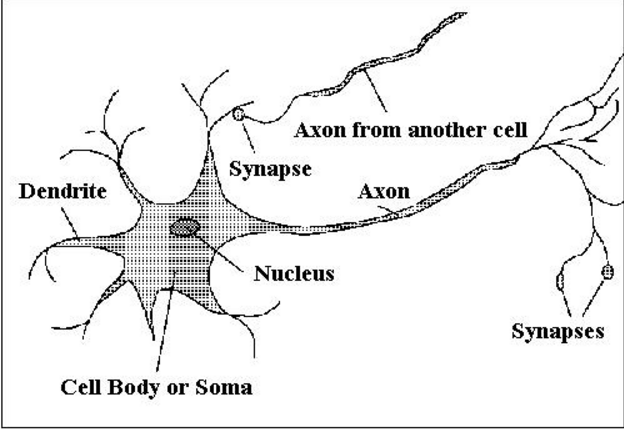 Axon from another cell
Synapse
Dendrite
Axon
Nucleus
Synapses
Cell Body or Soma